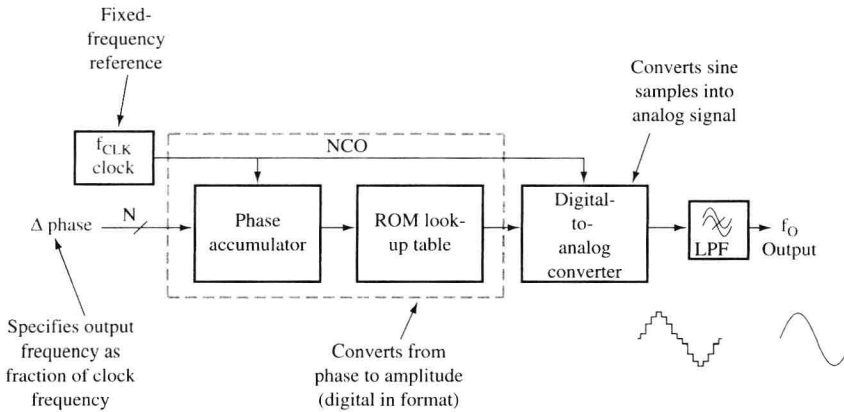 Fixed-
frequency
reference
Converts sine
samples into
analog signal
f_CLK
clock
NCO
Δ phase
N
Phase
accumulator
ROM look-
up table
Digital-
to-
analog
converter
LPF
f_O
Output
Specifies output
frequency as
fraction of clock
frequency
Converts from
phase to amplitude
(digital in format)